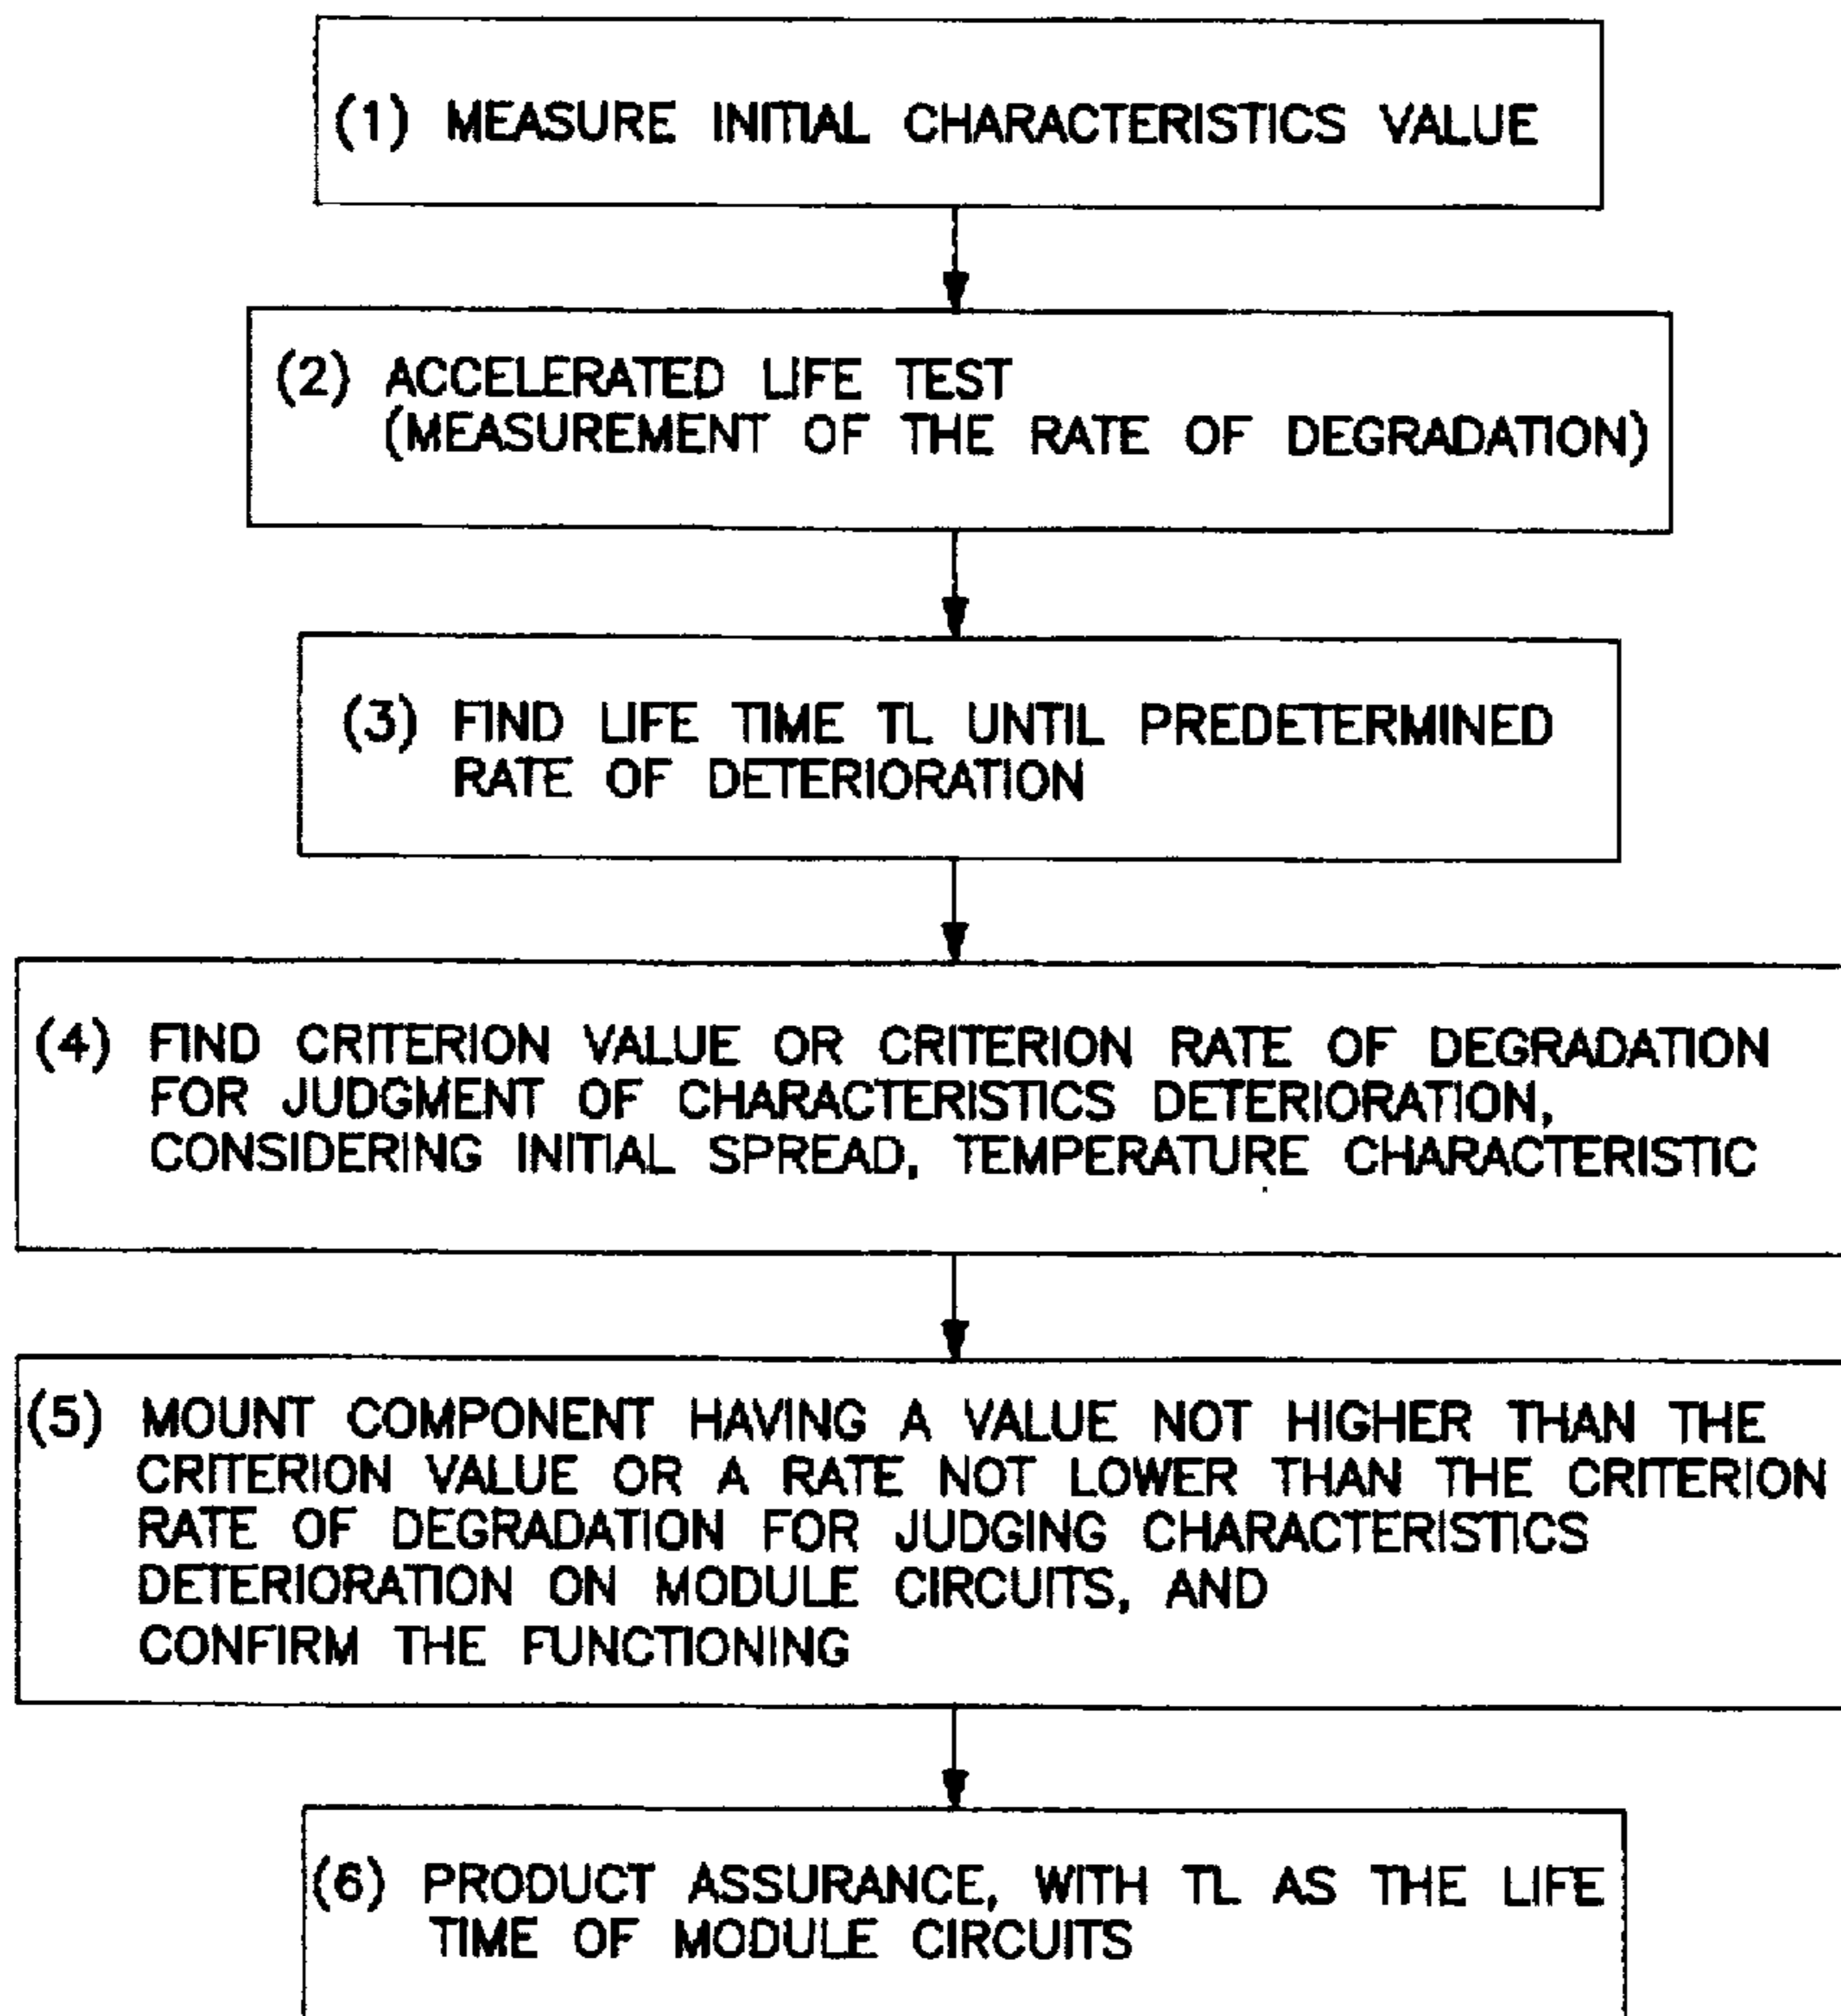 (1) MEASURE INITIAL CHARACTERISTICS VALUE
(2) ACCELERATED LIFE TEST
(MEASUREMENT OF THE RATE OF DEGRADATION)
(3) FIND LIFE TIME TL UNTIL PREDETERMINED
RATE OF DETERIORATION
(4) FIND CRITERION VALUE OR CRITERION RATE OF DEGRADATION
FOR JUDGMENT OF CHARACTERISTICS DETERIORATION,
CONSIDERING INITIAL SPREAD, TEMPERATURE CHARACTERISTIC
(5) MOUNT COMPONENT HAVING A VALUE NOT HIGHER THAN THE
CRITERION VALUE OR A RATE NOT LOWER THAN THE CRITERION
RATE OF DEGRADATION FOR JUDGING CHARACTERISTICS
DETERIORATION ON MODULE CIRCUITS, AND
CONFIRM THE FUNCTIONING
(6) PRODUCT ASSURANCE, WITH TL AS THE LIFE
TIME OF MODULE CIRCUITS